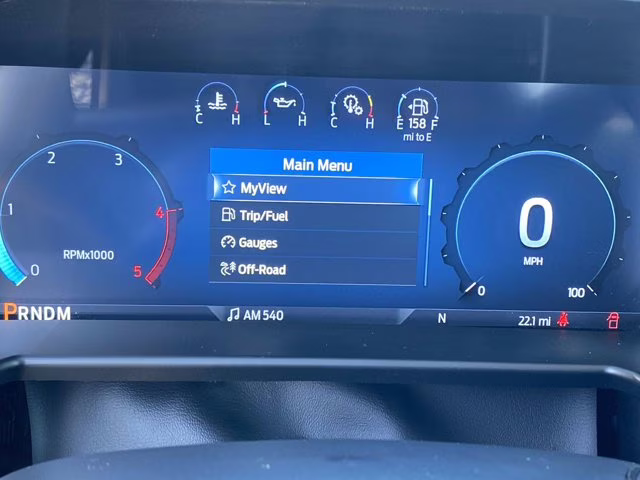 C H L H C H E 158 F
mi to E
Main Menu
MyView
Trip/Fuel
Gauges
Off-Road
1 2 3 4 5 0
RPMx1000
0
MPH
0 100
PRNDM
AM 540
N
22.1 mi